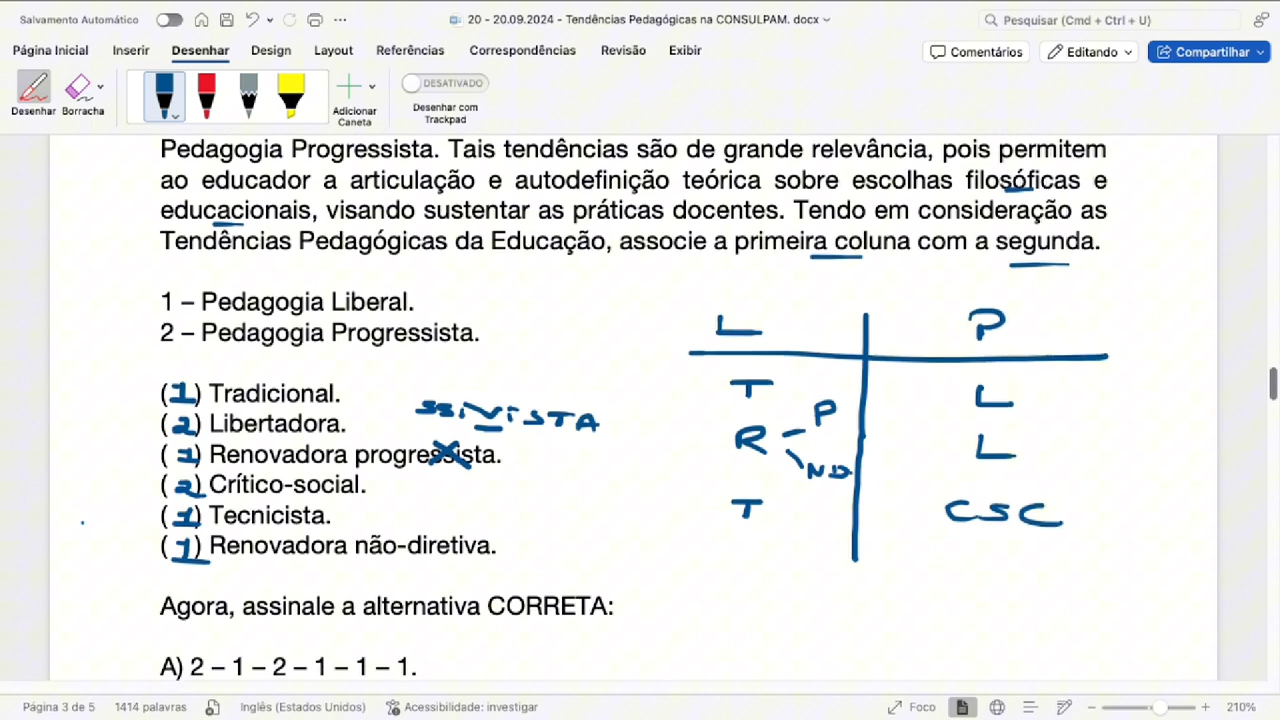 Salvamento Automático
20 - 20.09.2024 - Tendências Pedagógicas na CONSULPAM.docx
Pesquisar (Cmd + Ctrl + U)
Página Inicial Inserir Desenhar Design Layout Referências Correspondências Revisão Exibir
Comentários Editando Compartilhar
DESATIVADO
Desenhar Borracha Adicionar Caneta Desenhar com Trackpad
Pedagogia Progressista. Tais tendências são de grande relevância, pois permitem
ao educador a articulação e autodefinição teórica sobre escolhas filosóficas e
educacionais, visando sustentar as práticas docentes. Tendo em consideração as
Tendências Pedagógicas da Educação, associe a primeira coluna com a segunda.
1 – Pedagogia Liberal.
2 – Pedagogia Progressista.
L P
(1) Tradicional.
(2) Libertadora.
(1) Renovadora progressista.
(2) Crítico-social.
(1) Tecnicista.
(1) Renovadora não-diretiva.
T L
R P L
ND
T CSC
Agora, assinale a alternativa CORRETA:
A) 2 – 1 – 2 – 1 – 1 – 1.
Página 3 de 5 1414 palavras Inglês (Estados Unidos) Acessibilidade: investigar Foco 210%